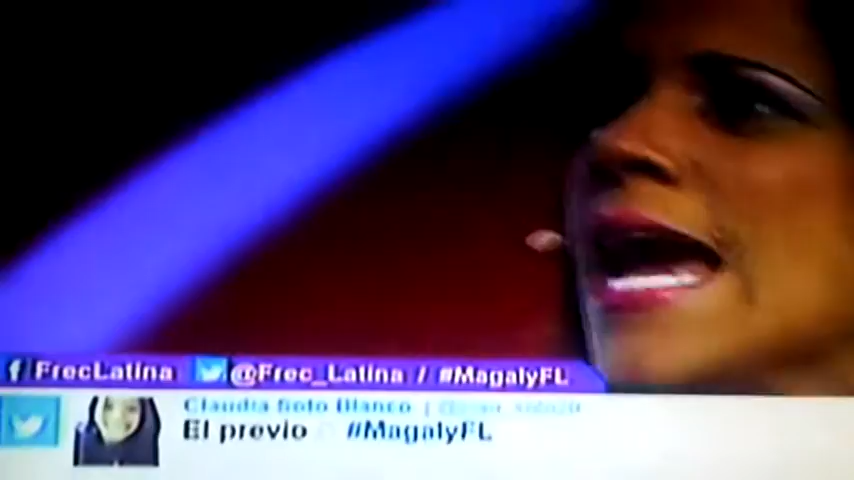 FrecLatina @Frec_Latina / #MagalyFL
Claudia Soto Blanco |
El previo #MagalyFL